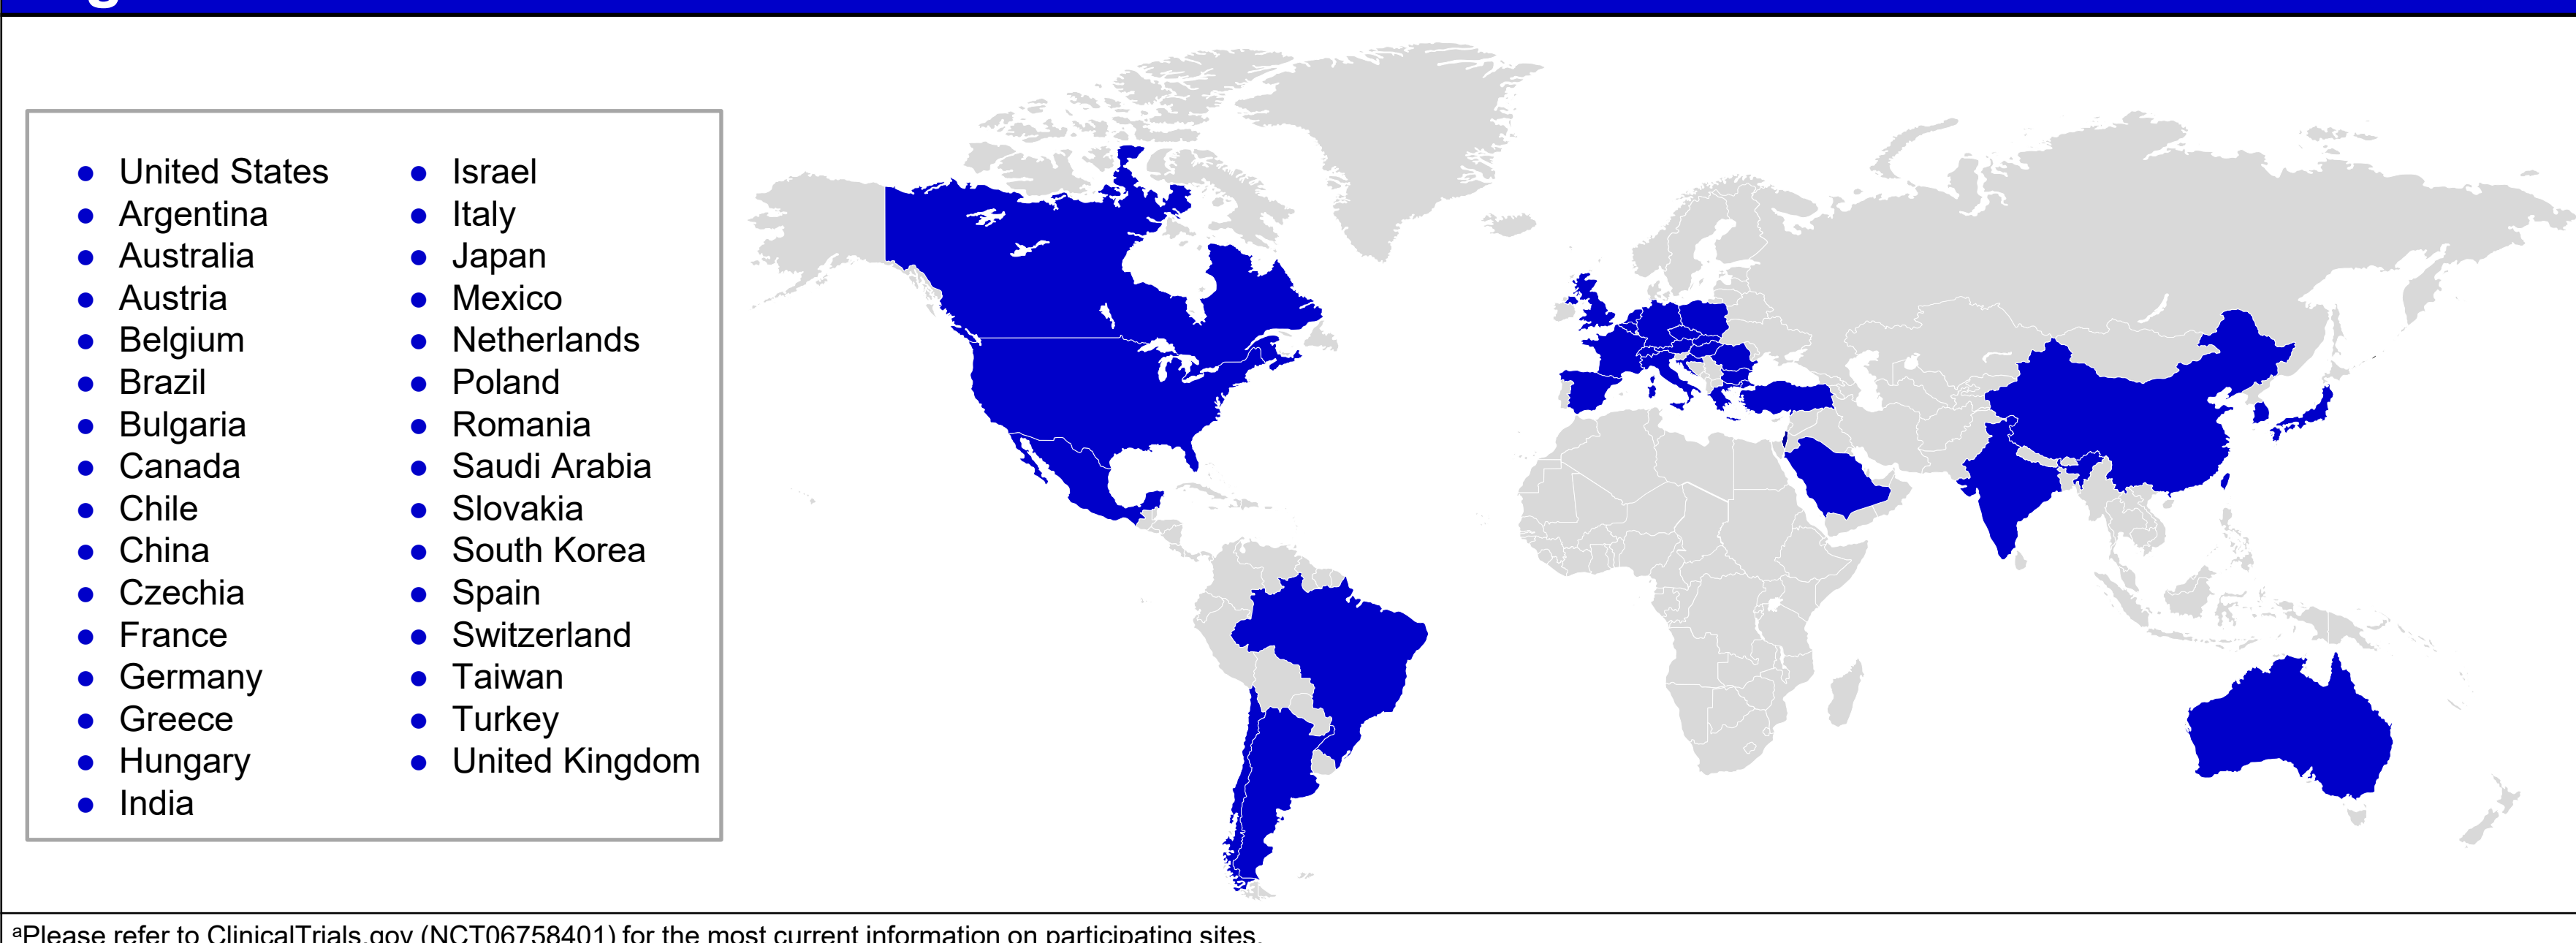 United States
Argentina
Australia
Austria
Belgium
Brazil
Bulgaria
Canada
Chile
China
Czechia
France
Germany
Greece
Hungary
India
Israel
Italy
Japan
Mexico
Netherlands
Poland
Romania
Saudi Arabia
Slovakia
South Korea
Spain
Switzerland
Taiwan
Turkey
United Kingdom
ᵃPlease refer to ClinicalTrials.gov (NCT06758401) for the most current information on participating sites.